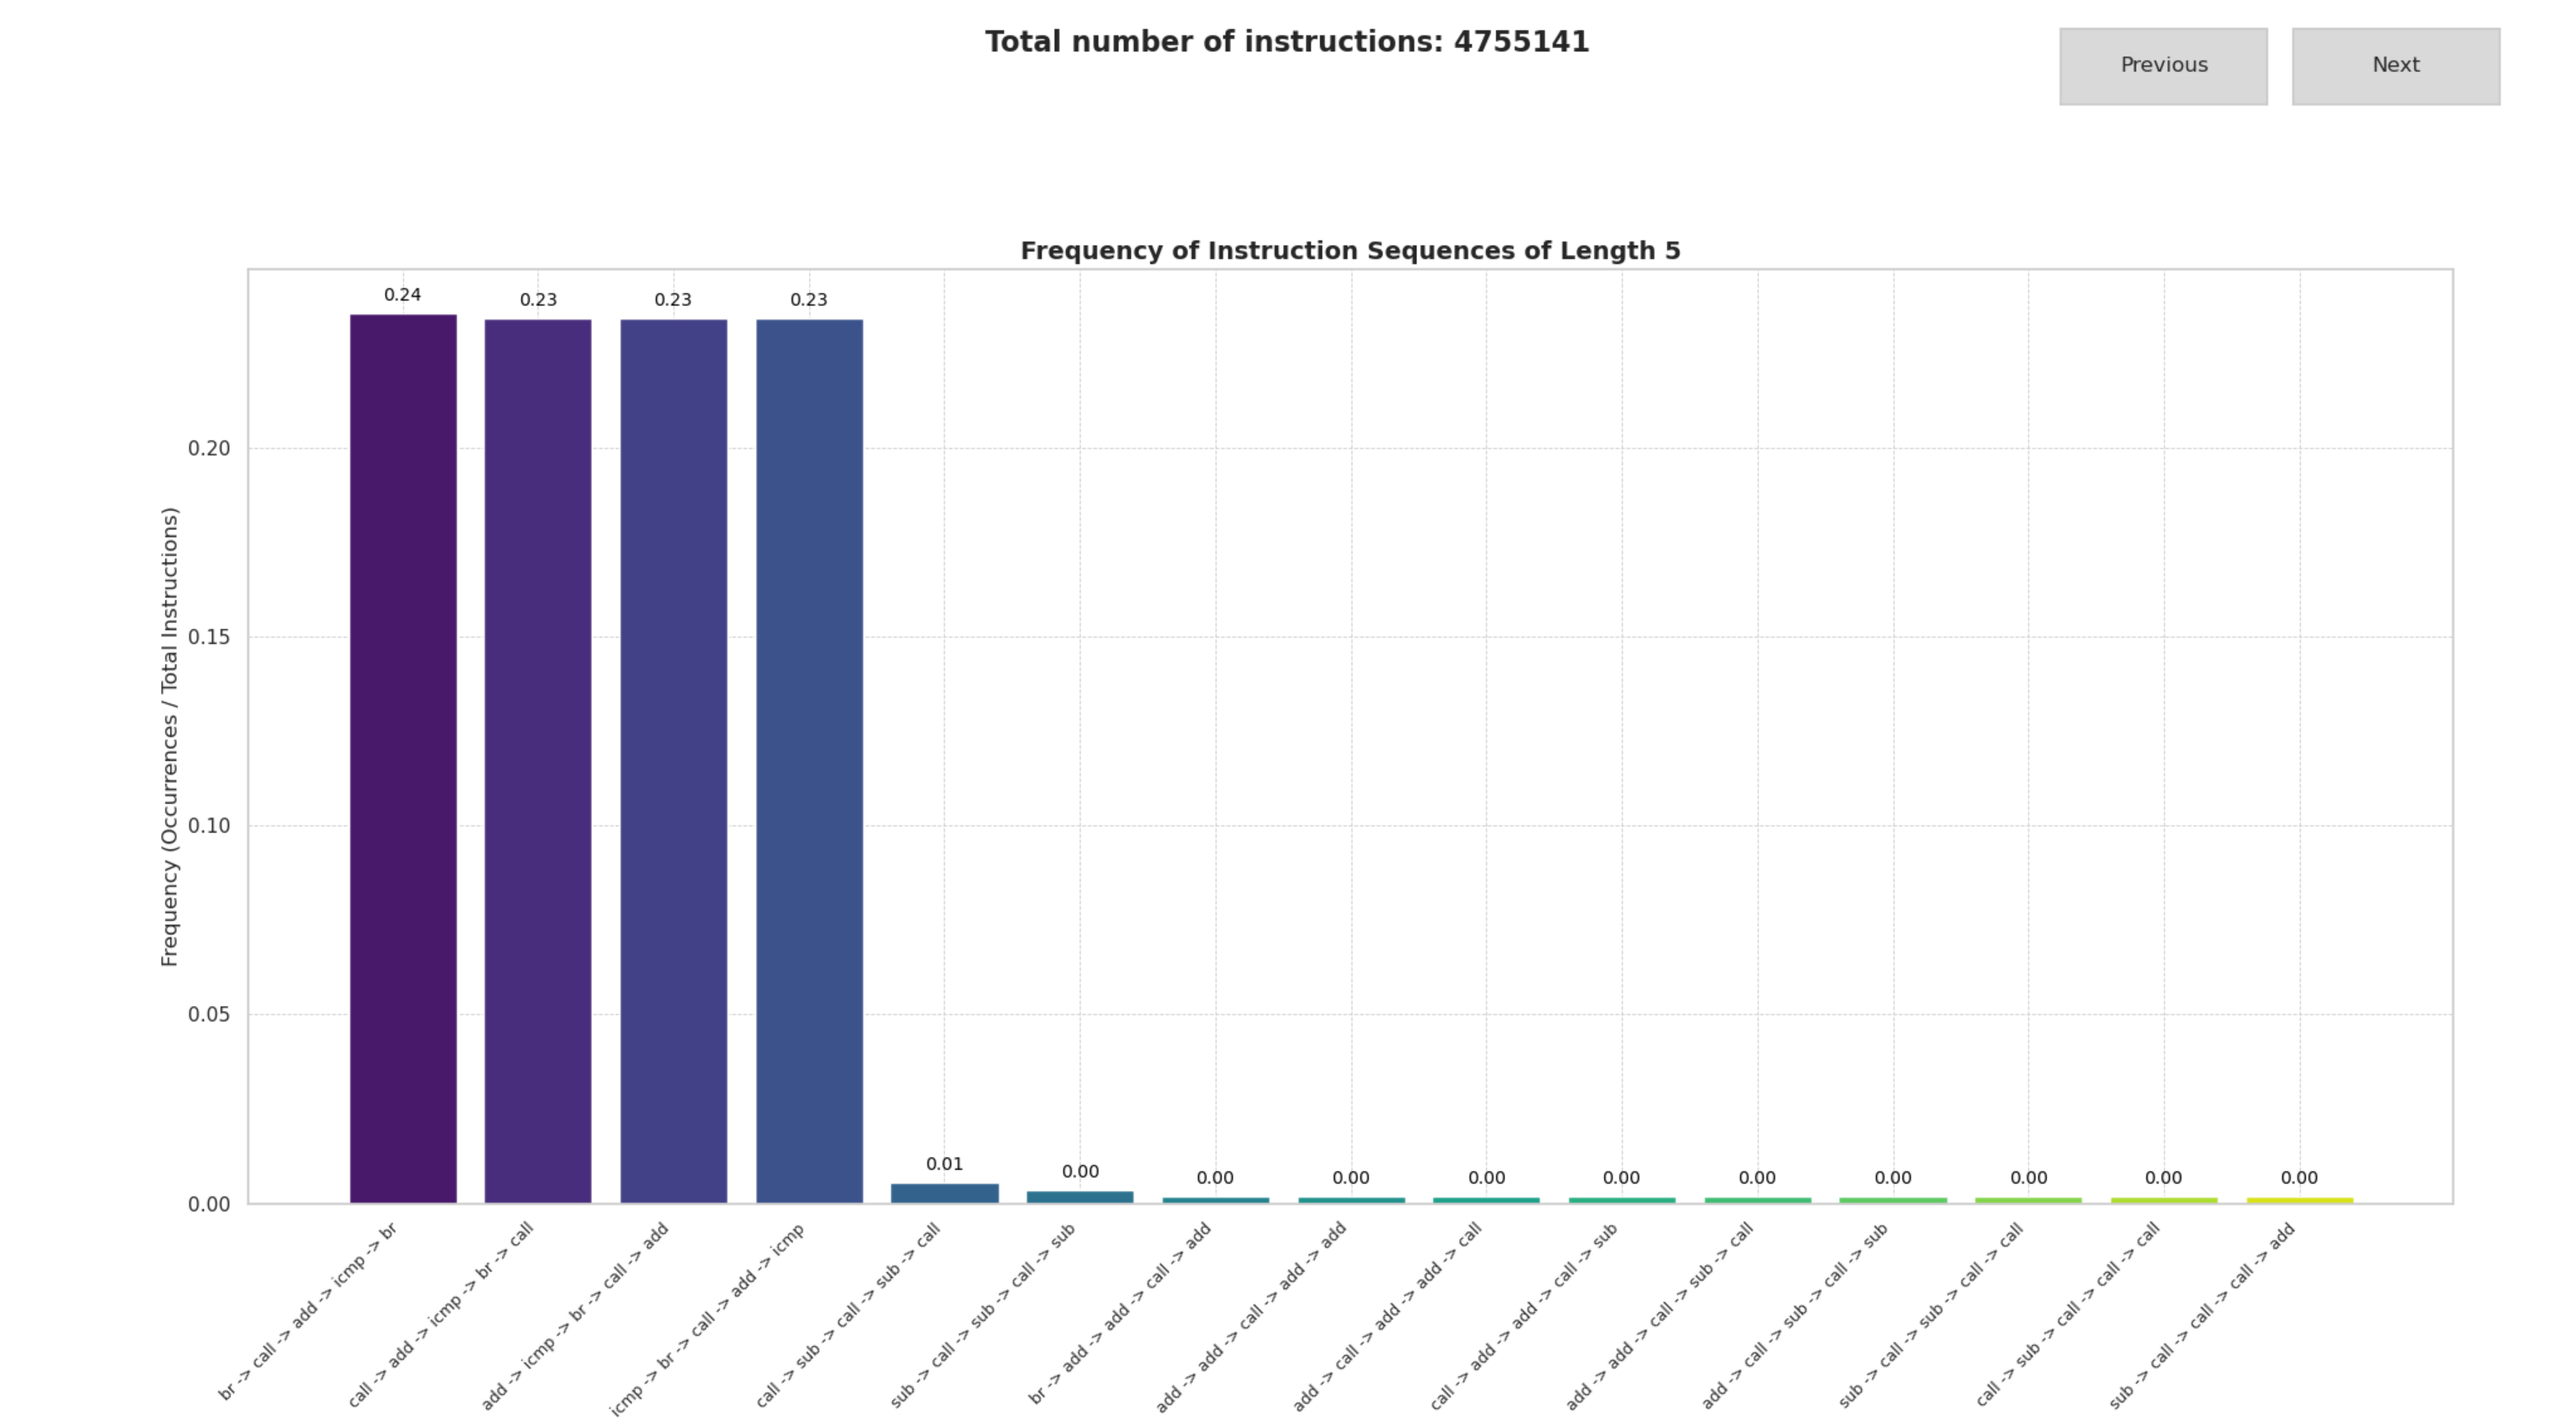 Total number of instructions: 4755141
Previous
Next
Frequency of Instruction Sequences of Length 5
Frequency (Occurrences / Total Instructions)
0.20
0.15
0.10
0.05
0.00
0.24
0.23
0.23
0.23
0.01
0.00
0.00
0.00
0.00
0.00
0.00
0.00
0.00
0.00
0.00
br -> call -> add -> icmp -> br
call -> add -> icmp -> br -> call
add -> icmp -> br -> call -> add
icmp -> br -> call -> add -> icmp
call -> sub -> call -> sub -> call
sub -> call -> sub -> call -> sub
br -> add -> add -> call -> add
add -> add -> call -> add -> add
add -> call -> add -> add -> call
call -> add -> add -> call -> sub
add -> add -> call -> sub -> call
add -> call -> sub -> call -> sub
sub -> call -> sub -> call -> call
call -> sub -> call -> call -> call
sub -> call -> call -> call -> add